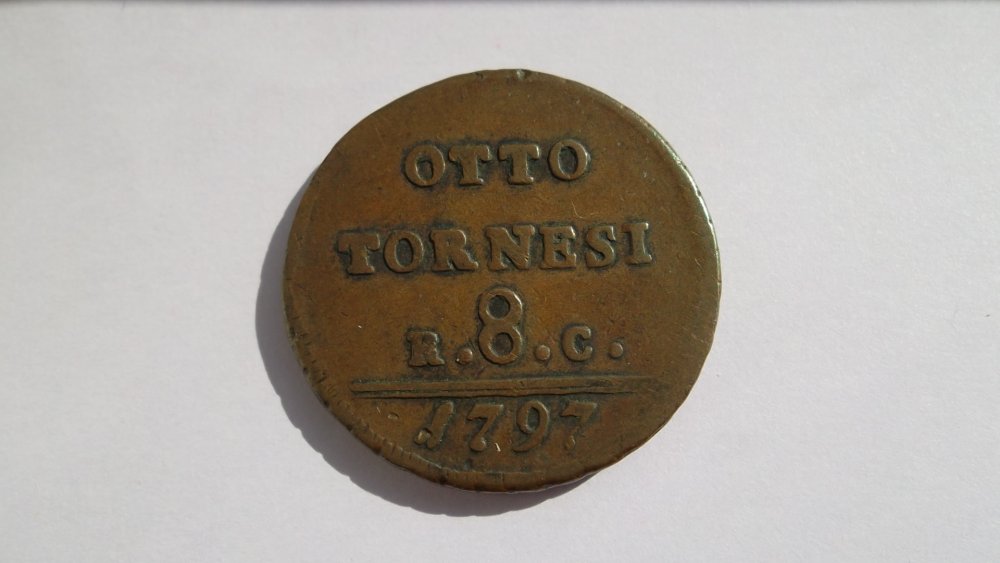 OTTO
TORNESI
R.8.C.
1797